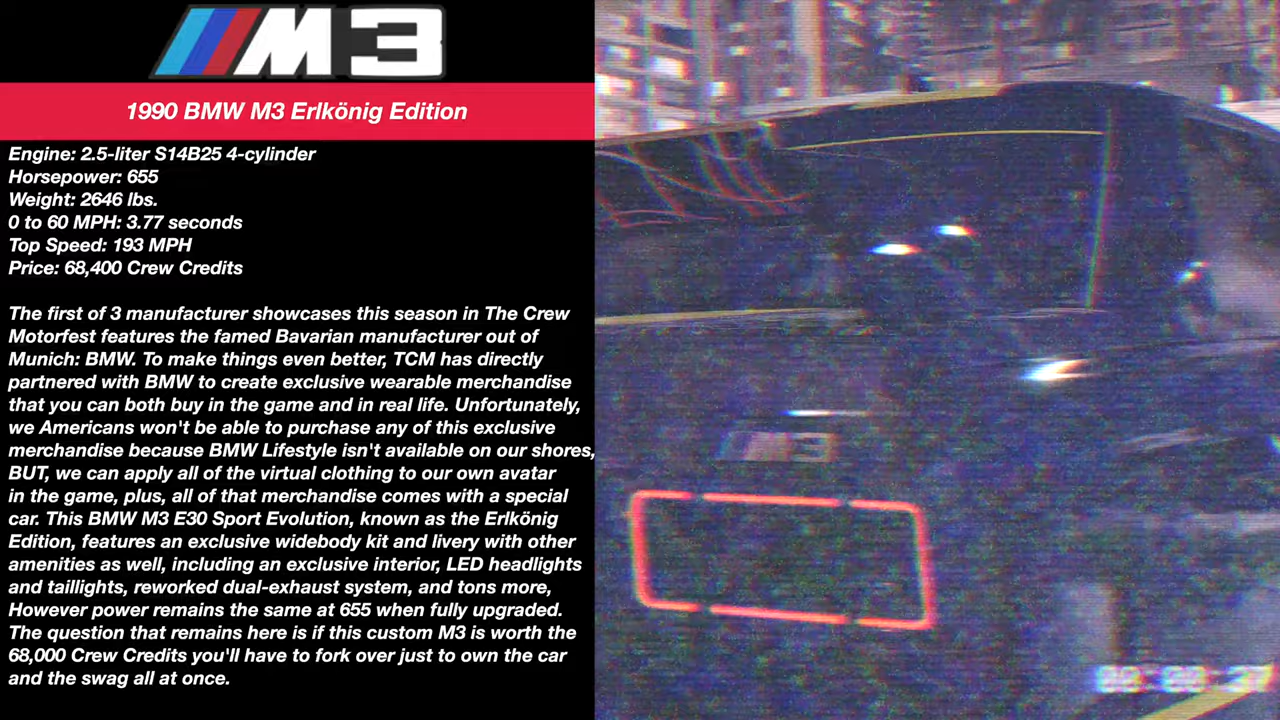 M3
1990 BMW M3 Erlkönig Edition
Engine: 2.5-liter S14B25 4-cylinder
Horsepower: 655
Weight: 2646 lbs.
0 to 60 MPH: 3.77 seconds
Top Speed: 193 MPH
Price: 68,400 Crew Credits
The first of 3 manufacturer showcases this season in The Crew
Motorfest features the famed Bavarian manufacturer out of
Munich: BMW. To make things even better, TCM has directly
partnered with BMW to create exclusive wearable merchandise
that you can both buy in the game and in real life. Unfortunately,
we Americans won't be able to purchase any of this exclusive
merchandise because BMW Lifestyle isn't available on our shores,
BUT, we can apply all of the virtual clothing to our own avatar
in the game, plus, all of that merchandise comes with a special
car. This BMW M3 E30 Sport Evolution, known as the Erlkönig
Edition, features an exclusive widebody kit and livery with other
amenities as well, including an exclusive interior, LED headlights
and taillights, reworked dual-exhaust system, and tons more,
However power remains the same at 655 when fully upgraded.
The question that remains here is if this custom M3 is worth the
68,000 Crew Credits you'll have to fork over just to own the car
and the swag all at once.
M3